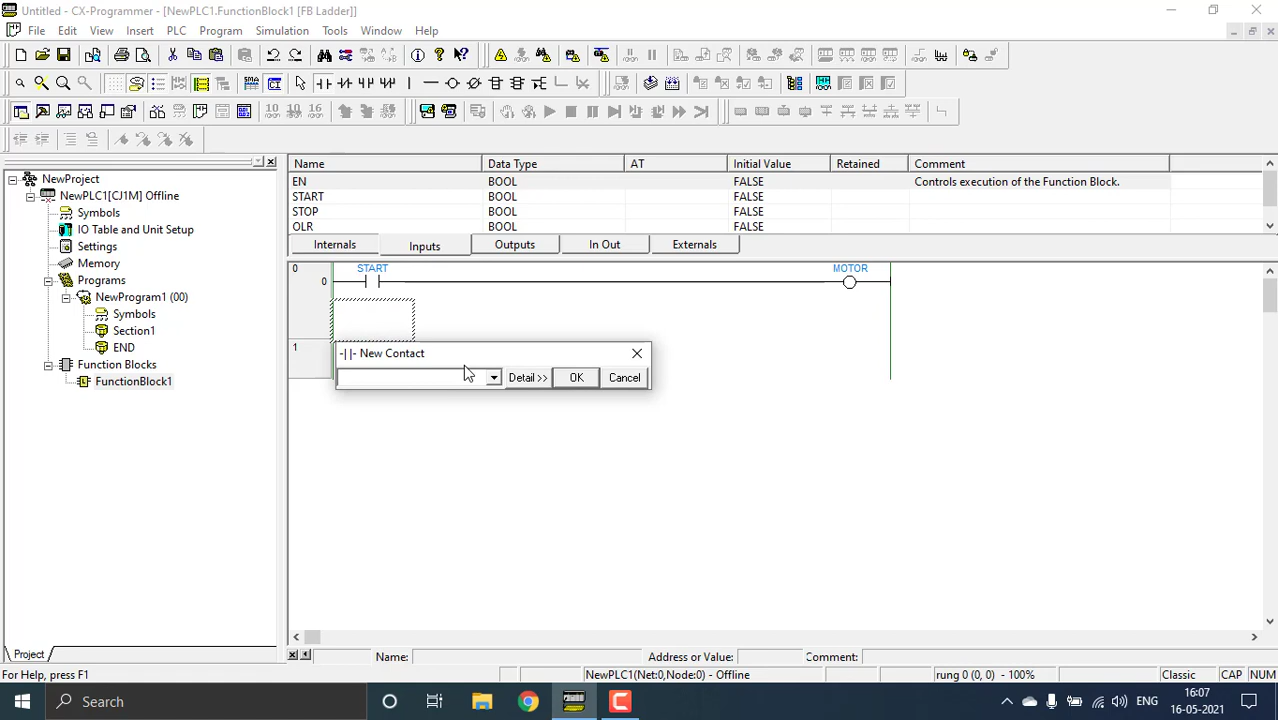 Untitled - CX-Programmer - [NewPLC1.FunctionBlock1 [FB Ladder]]
File Edit View Insert PLC Program Simulation Tools Window Help
10 10 16
NewProject
NewPLC1[CJ1M] Offline
Symbols
IO Table and Unit Setup
Settings
Memory
Programs
NewProgram1 (00)
Symbols
Section1
END
Function Blocks
FunctionBlock1
Project
Name Data Type AT Initial Value Retained Comment
EN BOOL FALSE Controls execution of the Function Block.
START BOOL FALSE
STOP BOOL FALSE
OLR BOOL FALSE
Internals Inputs Outputs In Out Externals
0 START MOTOR
0
1
-| |- New Contact
Detail >> OK Cancel
Name: Address or Value: Comment:
For Help, press F1 NewPLC1(Net:0,Node:0) - Offline rung 0 (0, 0) - 100% Classic CAP NUM
Search ENG 16:07
16-05-2021